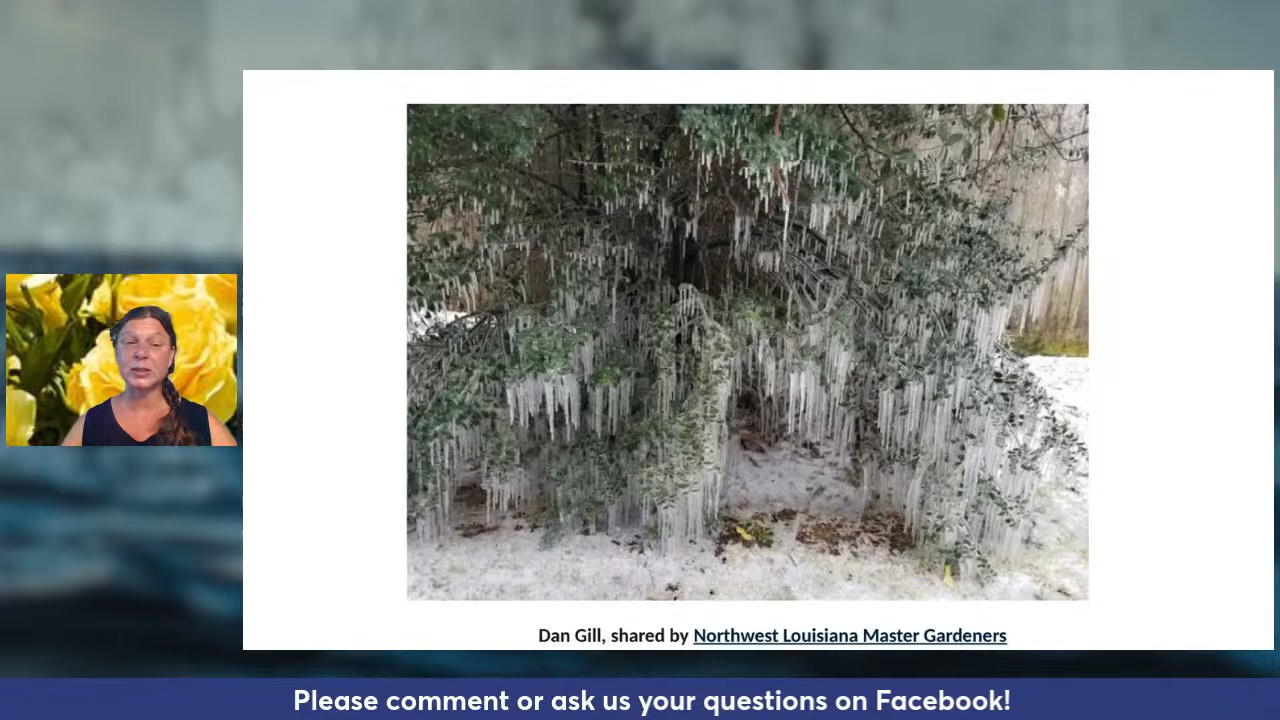 Dan Gill, shared by Northwest Louisiana Master Gardeners
Please comment or ask us your questions on Facebook!